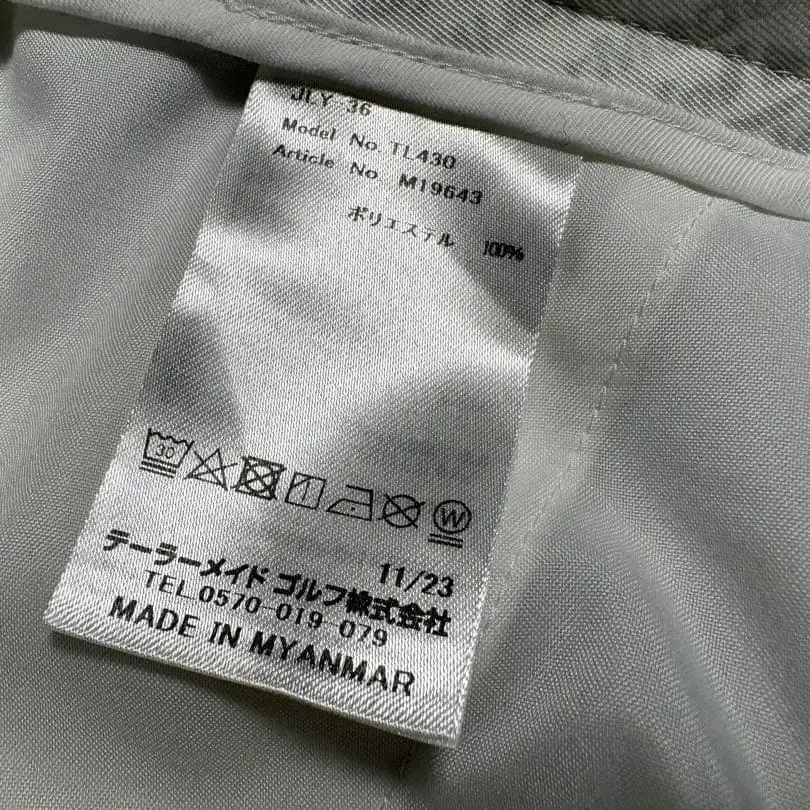 JLY 36
Model No. TL430
Article No M19643
ポリエステル 100%
30 W
11/23
テーラーメイド ゴルフ株式会社
TEL.0570-019-079
MADE IN MYANMAR